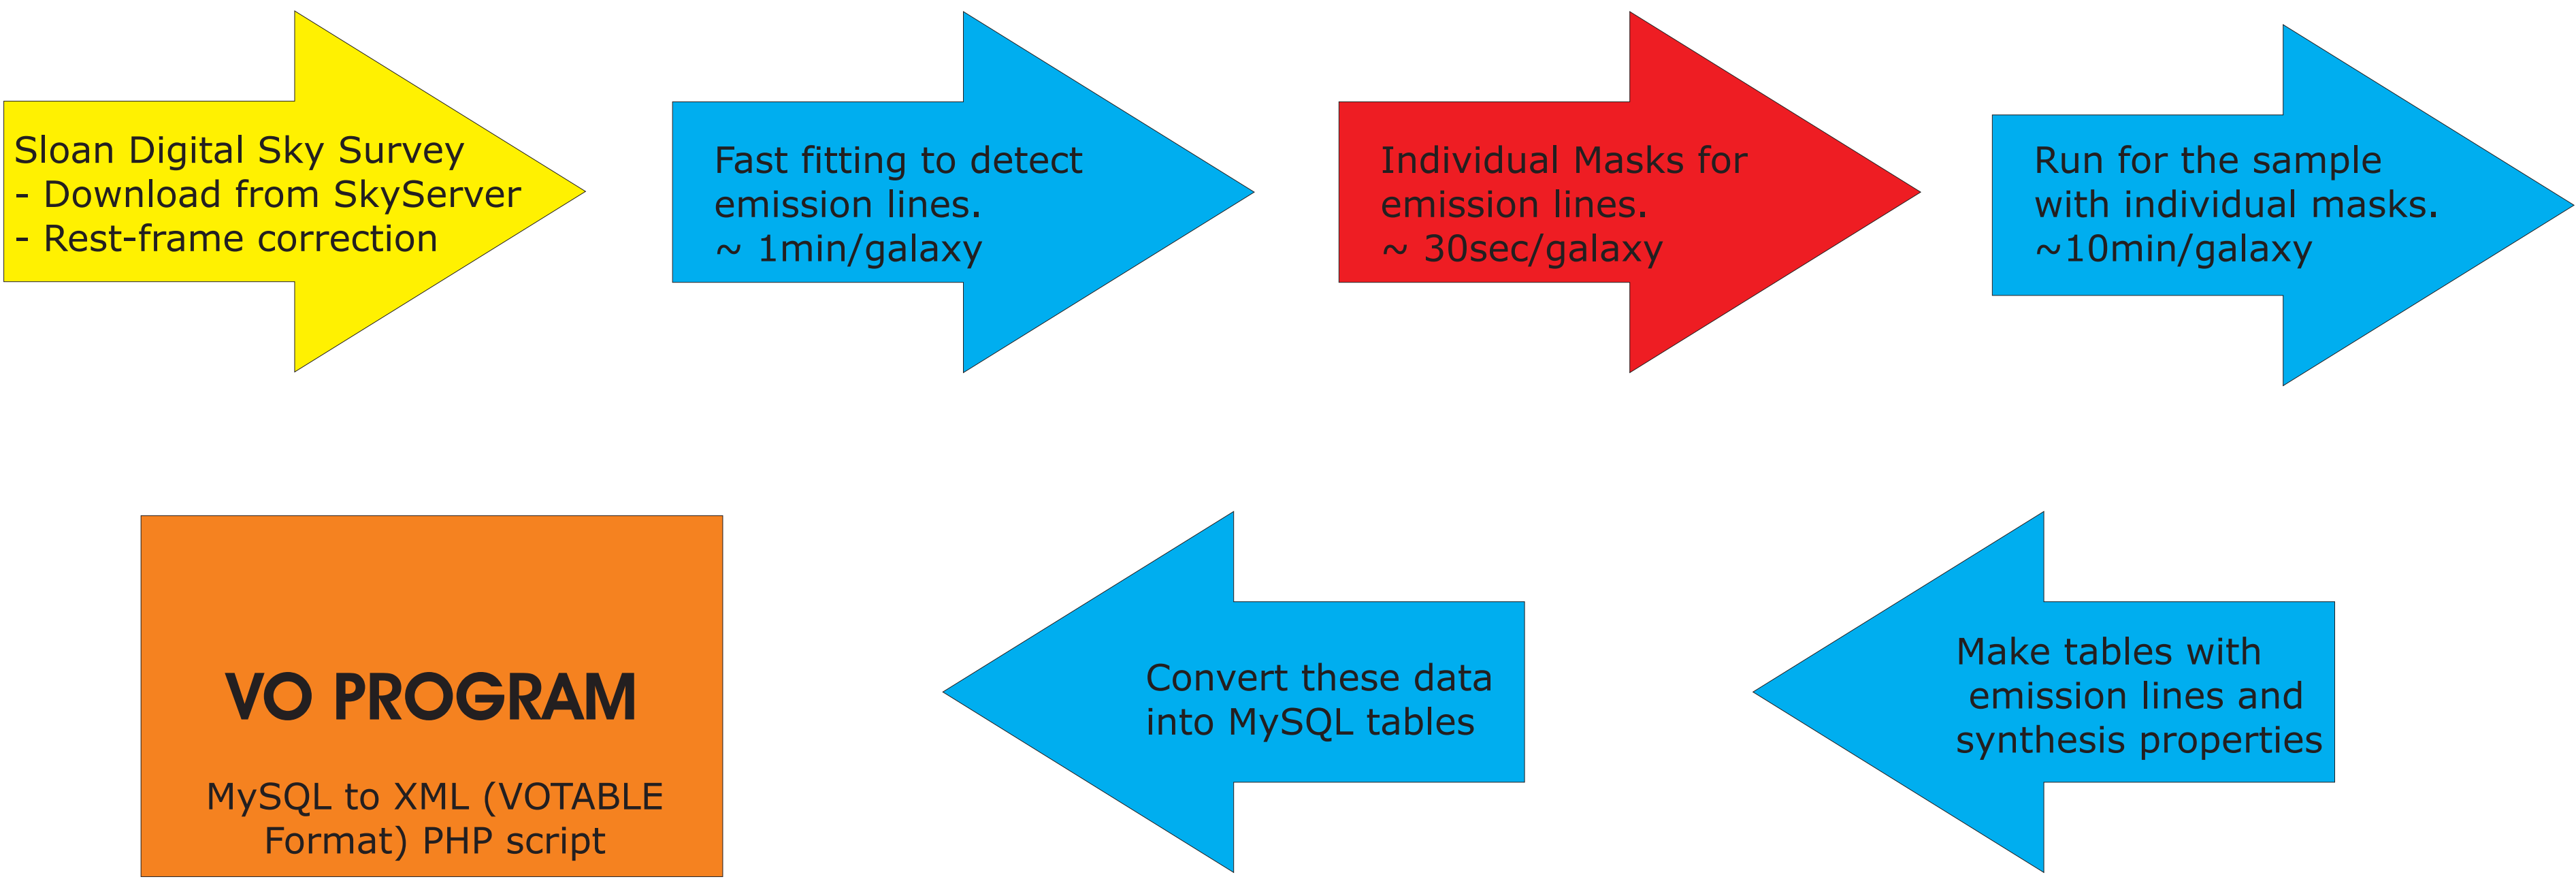 Sloan Digital Sky Survey
- Download from SkyServer
- Rest-frame correction
Fast fitting to detect
emission lines.
~ 1min/galaxy
Individual Masks for
emission lines.
~ 30sec/galaxy
Run for the sample
with individual masks.
~10min/galaxy
Make tables with
emission lines and
synthesis properties
Convert these data
into MySQL tables
VO PROGRAM
MySQL to XML (VOTABLE
Format) PHP script